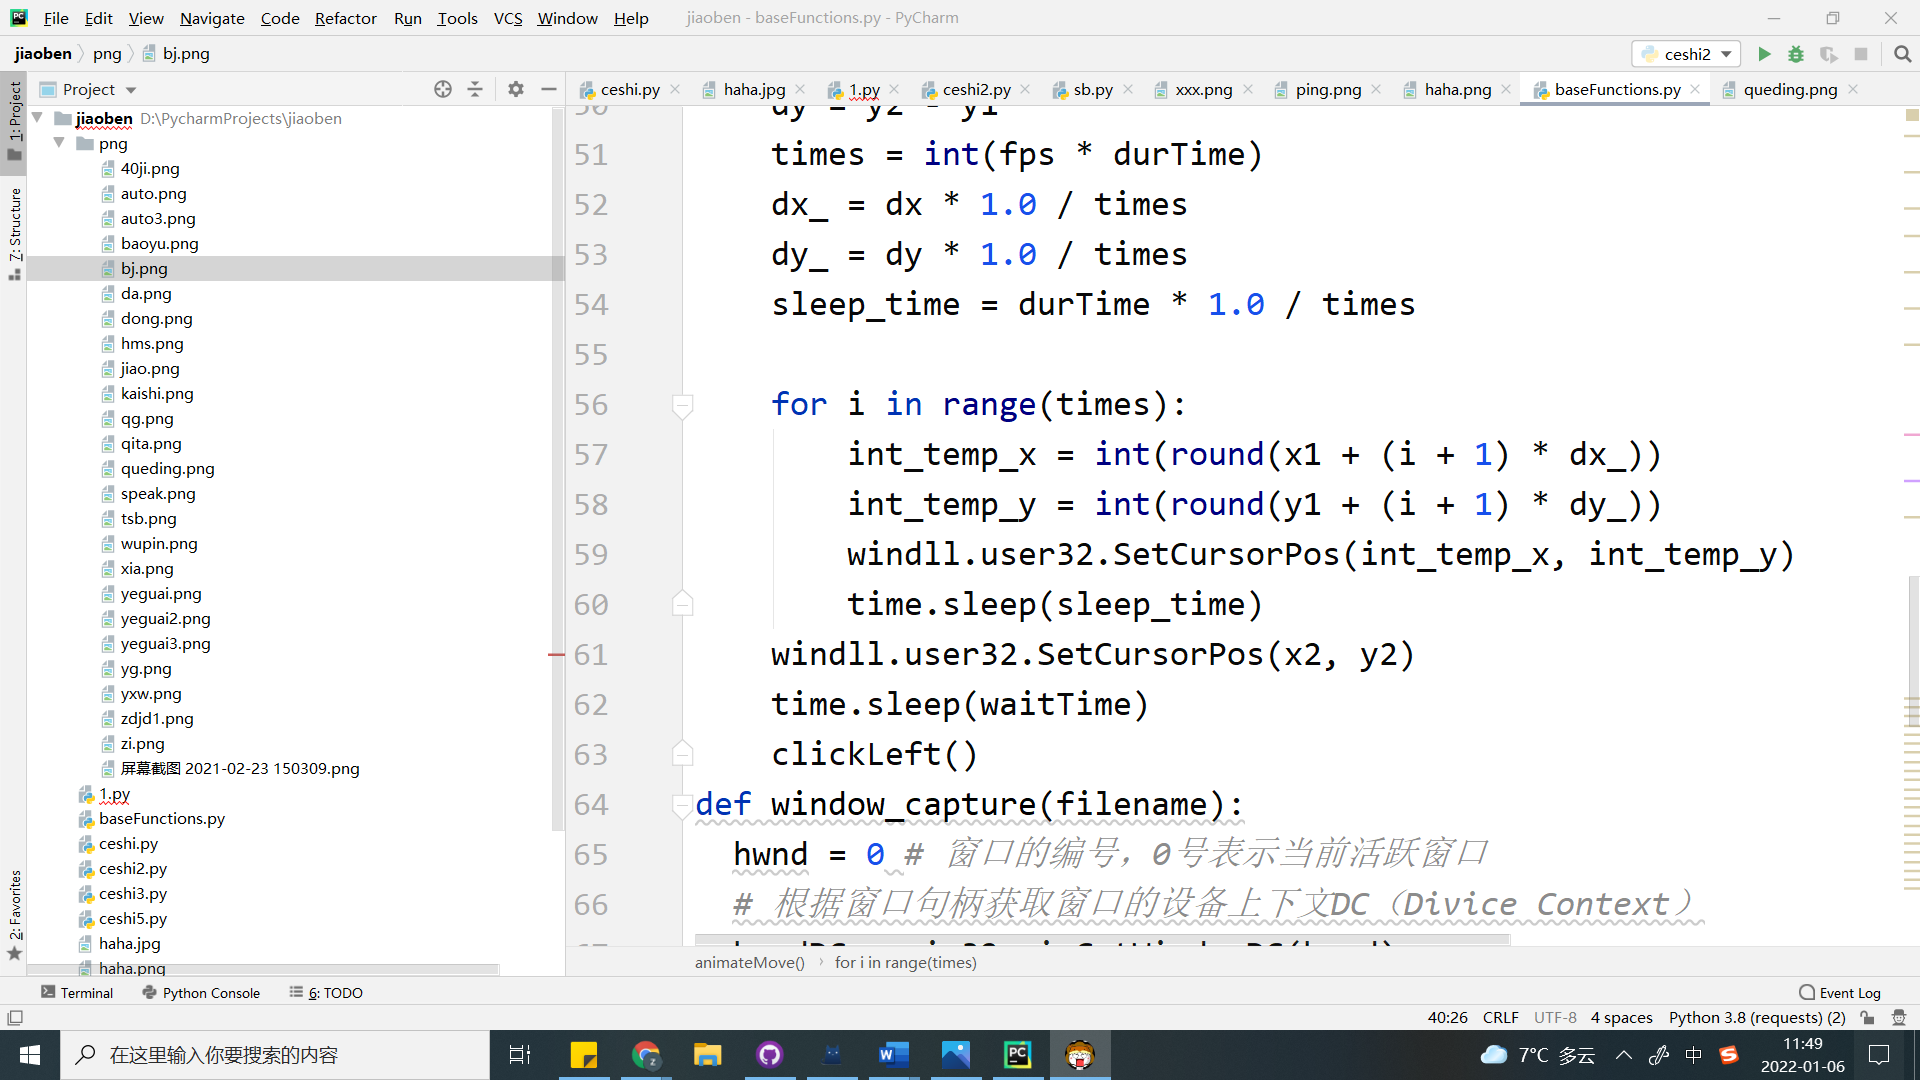 File Edit View Navigate Code Refactor Run Tools VCS Window Help jiaoben - baseFunctions.py - PyCharm
jiaoben png bj.png
ceshi2
Project
ceshi.py haha.jpg 1.py ceshi2.py sb.py xxx.png ping.png haha.png baseFunctions.py queding.png
1: Project
7: Structure
2: Favorites
jiaoben D:\PycharmProjects\jiaoben
png
40ji.png
auto.png
auto3.png
baoyu.png
bj.png
da.png
dong.png
hms.png
jiao.png
kaishi.png
qg.png
qita.png
queding.png
speak.png
tsb.png
wupin.png
xia.png
yeguai.png
yeguai2.png
yeguai3.png
yg.png
yxw.png
zdjd1.png
zi.png
屏幕截图 2021-02-23 150309.png
1.py
baseFunctions.py
ceshi.py
ceshi2.py
ceshi3.py
ceshi5.py
haha.jpg
haha.png
50 dy = y2 - y1
51 times = int(fps * durTime)
52 dx_ = dx * 1.0 / times
53 dy_ = dy * 1.0 / times
54 sleep_time = durTime * 1.0 / times
55
56 for i in range(times):
57 int_temp_x = int(round(x1 + (i + 1) * dx_))
58 int_temp_y = int(round(y1 + (i + 1) * dy_))
59 windll.user32.SetCursorPos(int_temp_x, int_temp_y)
60 time.sleep(sleep_time)
61 windll.user32.SetCursorPos(x2, y2)
62 time.sleep(waitTime)
63 clickLeft()
64 def window_capture(filename):
65 hwnd = 0 # 窗口的编号，0号表示当前活跃窗口
66 # 根据窗口句柄获取窗口的设备上下文DC（Divice Context）
animateMove() for i in range(times)
Terminal Python Console 6: TODO Event Log
40:26 CRLF UTF-8 4 spaces Python 3.8 (requests) (2)
在这里输入你要搜索的内容
7°C 多云 中 11:49
2022-01-06